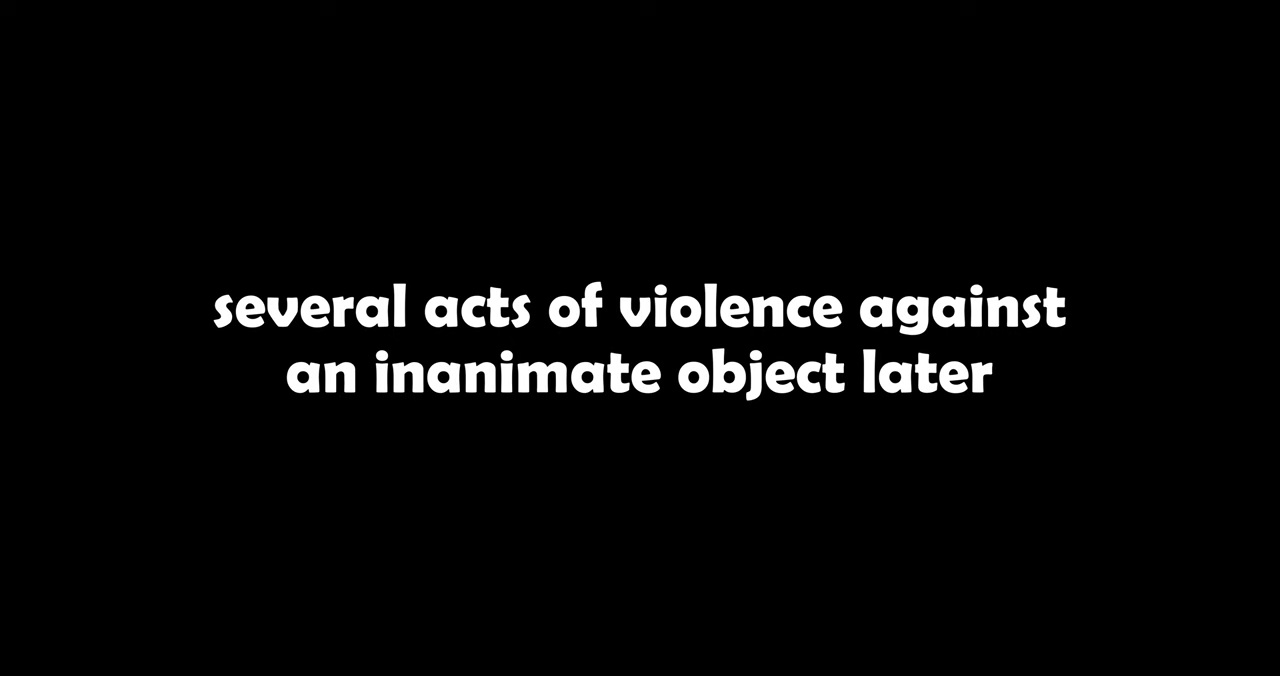 several acts of violence against
an inanimate object later